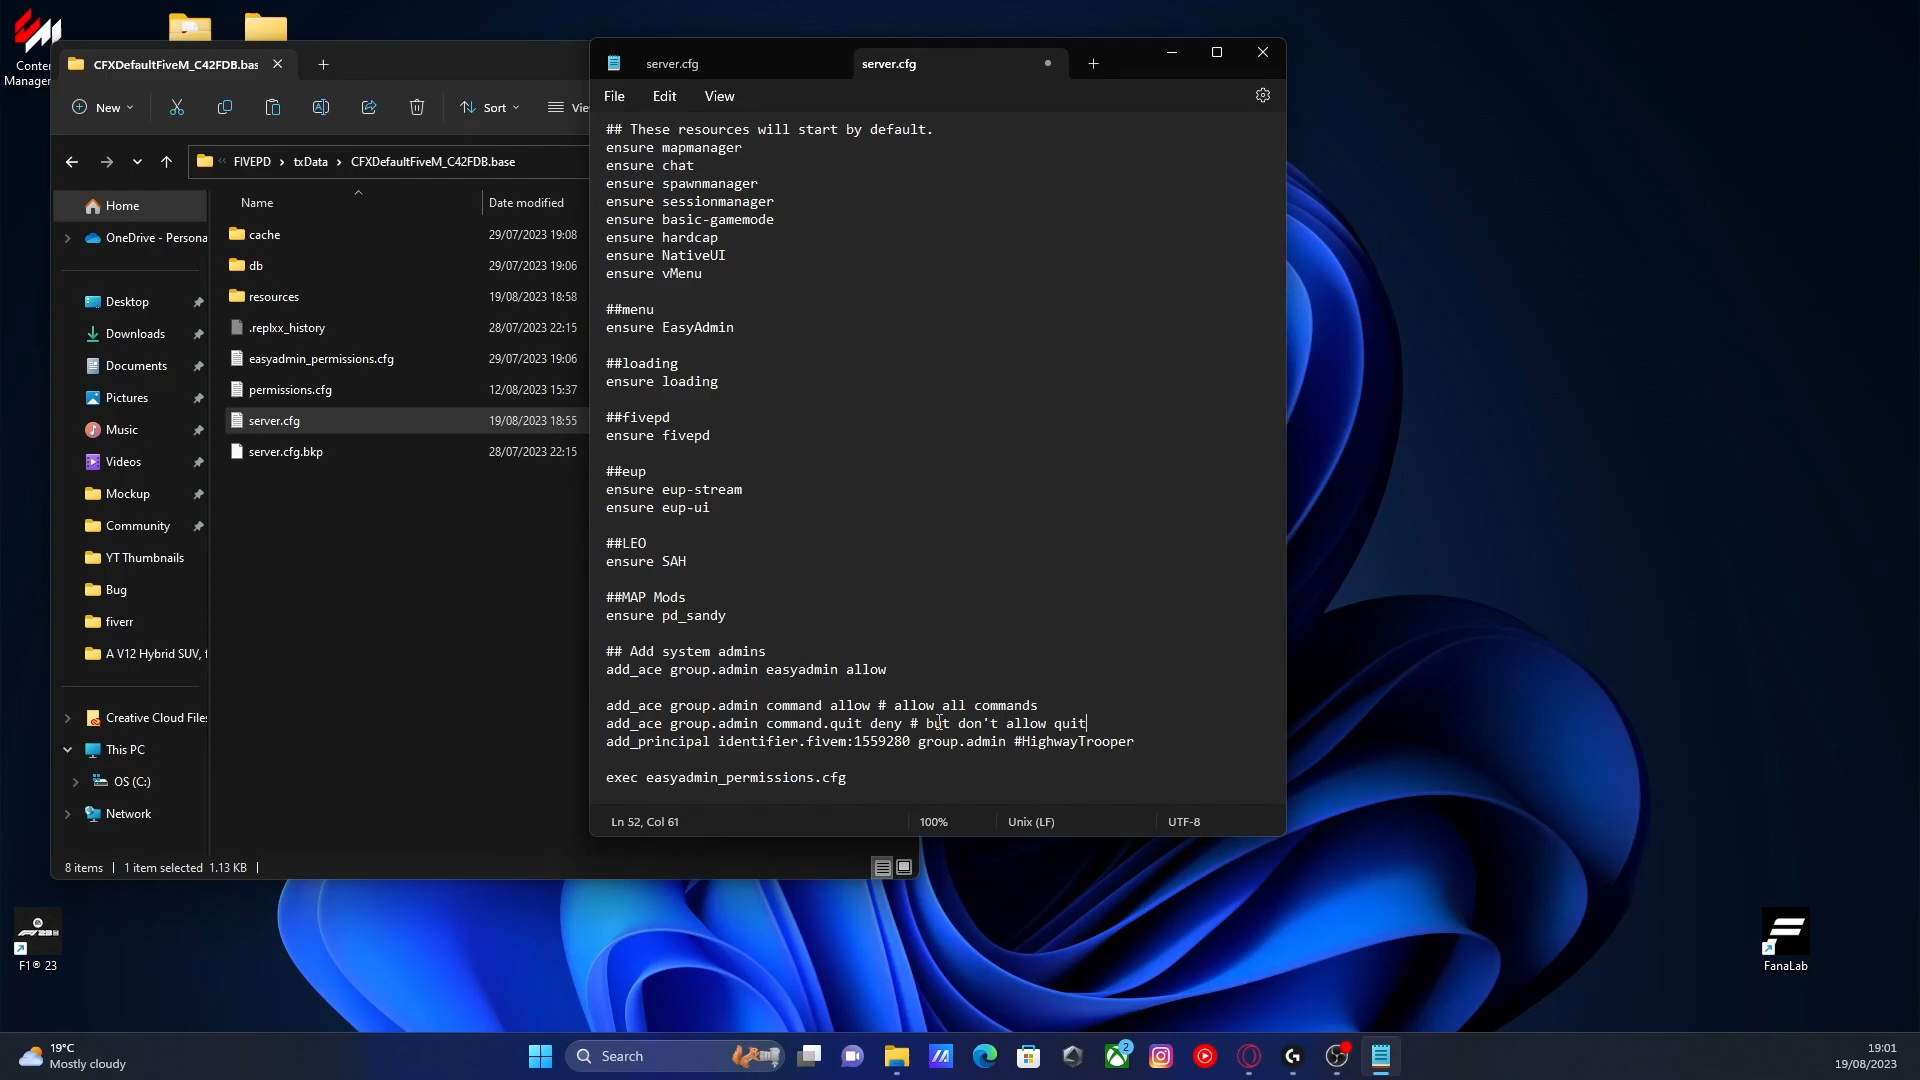 Conten
Manager
CFXDefaultFiveM_C42FDB.base
New
Sort
FIVEPD
txData
CFXDefaultFiveM_C42FDB.base
Home
OneDrive - Persona
Desktop
Downloads
Documents
Pictures
Music
Videos
Mockup
Community
YT Thumbnails
Bug
fiverr
A V12 Hybrid SUV,
Creative Cloud File
This PC
OS (C:)
Network
Name Date modified
cache 29/07/2023 19:08
db 29/07/2023 19:06
resources 19/08/2023 18:58
.replxx_history 28/07/2023 22:15
easyadmin_permissions.cfg 29/07/2023 19:06
permissions.cfg 12/08/2023 15:37
server.cfg 19/08/2023 18:55
server.cfg.bkp 28/07/2023 22:15
8 items 1 item selected 1.13 KB
server.cfg server.cfg
File Edit View
## These resources will start by default.
ensure mapmanager
ensure chat
ensure spawnmanager
ensure sessionmanager
ensure basic-gamemode
ensure hardcap
ensure NativeUI
ensure vMenu
##menu
ensure EasyAdmin
##loading
ensure loading
##fivepd
ensure fivepd
##eup
ensure eup-stream
ensure eup-ui
##LEO
ensure SAH
##MAP Mods
ensure pd_sandy
## Add system admins
add_ace group.admin easyadmin allow
add_ace group.admin command allow # allow all commands
add_ace group.admin command.quit deny # but don't allow quit
add_principal identifier.fivem:1559280 group.admin #HighwayTrooper
exec easyadmin_permissions.cfg
Ln 52, Col 61 100% Unix (LF) UTF-8
F1® 23
FanaLab
19°C
Mostly cloudy
Search
2
19:01
19/08/2023